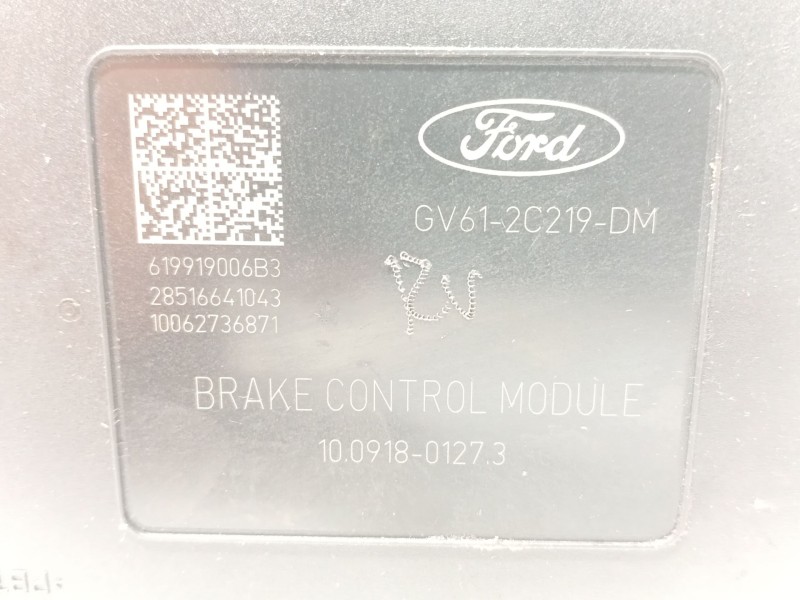 Ford
GV61-2C219-DM
619919006B3
28516641043
10062736871
BRAKE CONTROL MODULE
10.0918-0127.3